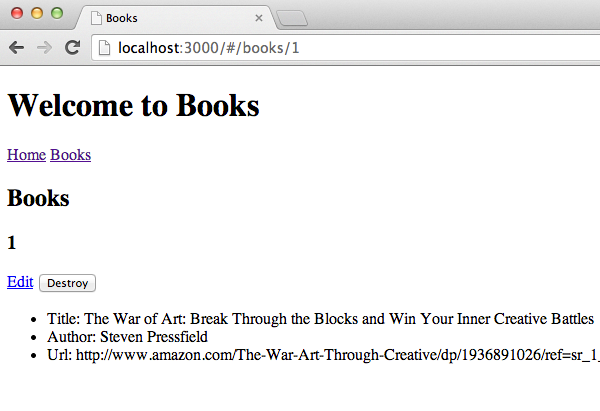 Books
localhost:3000/#/books/1
Welcome to Books
Home Books
Books
1
Edit Destroy
Title: The War of Art: Break Through the Blocks and Win Your Inner Creative Battles
Author: Steven Pressfield
Url: http://www.amazon.com/The-War-Art-Through-Creative/dp/1936891026/ref=sr_1_